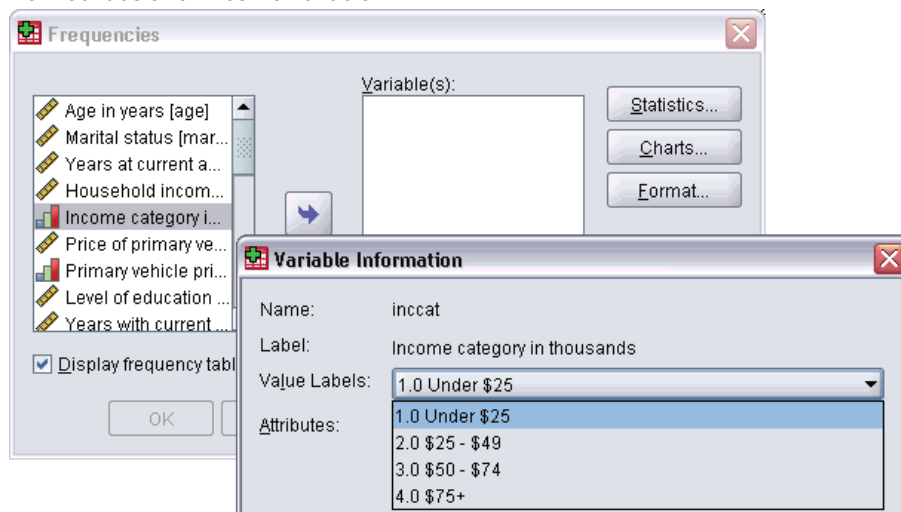 Frequencies
Variable(s):
Age in years [age]
Marital status [mar...
Years at current a...
Household incom...
Income category i...
Price of primary ve...
Primary vehicle pri...
Level of education ...
Years with current ...
Statistics...
Charts...
Format...
Display frequency tabl
OK
Variable Information
Name: inccat
Label: Income category in thousands
Value Labels: 1.0 Under $25
Attributes:
1.0 Under $25
2.0 $25 - $49
3.0 $50 - $74
4.0 $75+